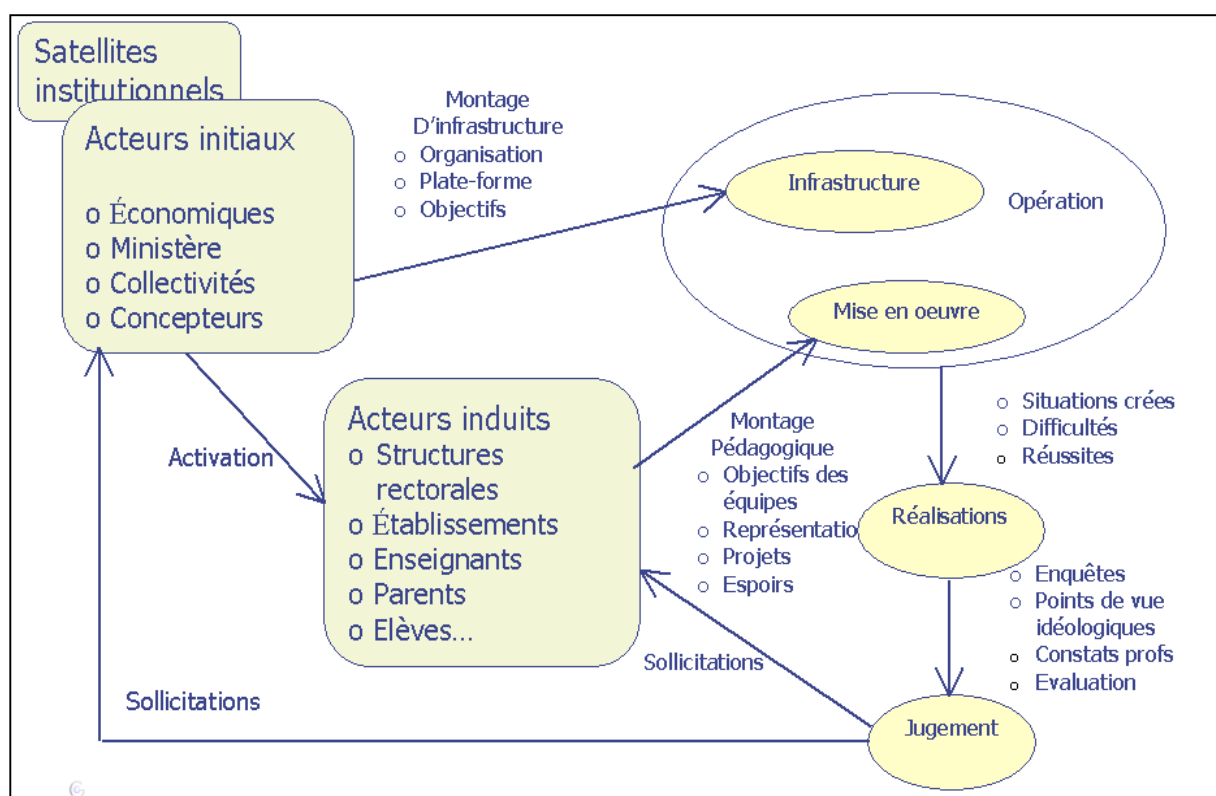 Satellites
institutionnels
Acteurs initiaux
o Économiques
o Ministère
o Collectivités
o Concepteurs
Montage
D'infrastructure
o Organisation
o Plate-forme
o Objectifs
Infrastructure
Opération
Mise en oeuvre
Activation
Acteurs induits
o Structures
rectorales
o Établissements
o Enseignants
o Parents
o Elèves...
Montage
Pédagogique
o Objectifs des
équipes
o Représentatio
o Projets
o Espoirs
o Situations crées
o Difficultés
o Réussites
Réalisations
o Enquêtes
o Points de vue
idéologiques
o Constats profs
o Evaluation
Sollicitations
Sollicitations
Jugement